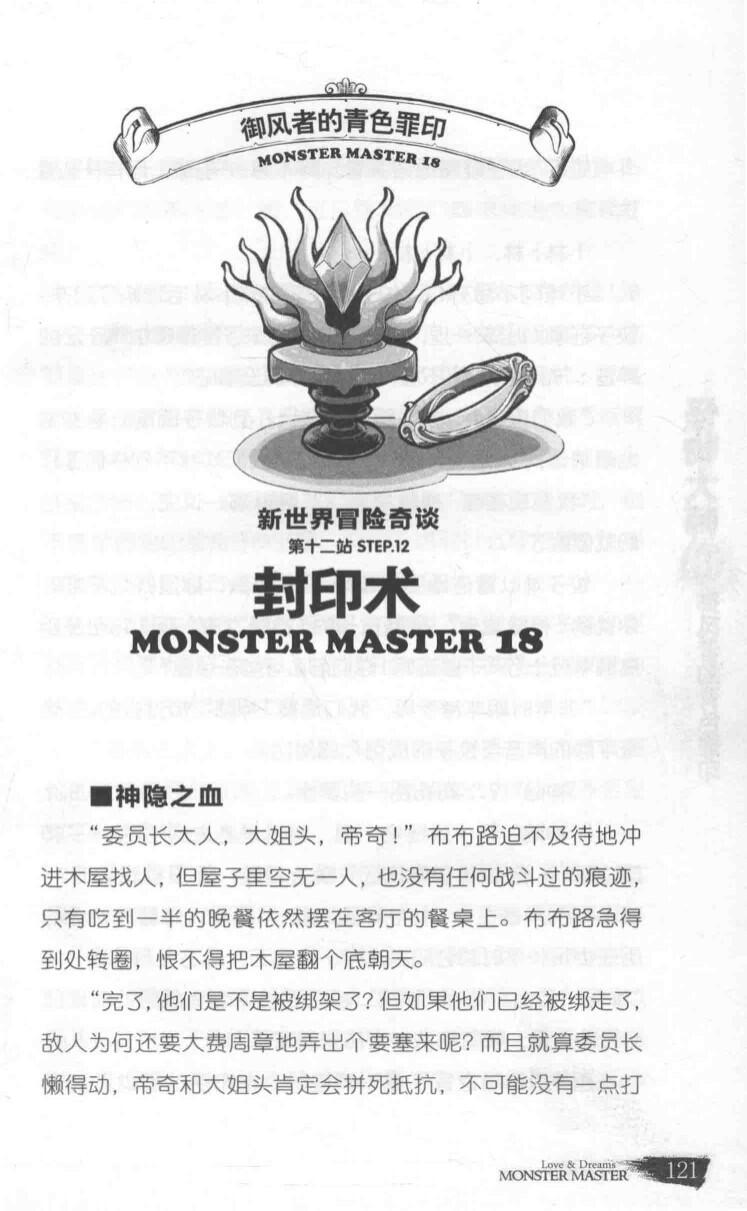 御风者的青色罪印
MONSTER MASTER 18
新世界冒险奇谈
第十二站 STEP.12
封印术
MONSTER MASTER 18
■神隐之血
“委员长大人，大姐头，帝奇！”布布路迫不及待地冲
进木屋找人，但屋子里空无一人，也没有任何战斗过的痕迹，
只有吃到一半的晚餐依然摆在客厅的餐桌上。布布路急得
到处转圈，恨不得把木屋翻个底朝天。
“完了，他们是不是被绑架了？但如果他们已经被绑走了，
敌人为何还要大费周章地弄出个要塞来呢？而且就算委员长
懒得动，帝奇和大姐头肯定会拼死抵抗，不可能没有一点打
Love & Dreams
MONSTER MASTER 121